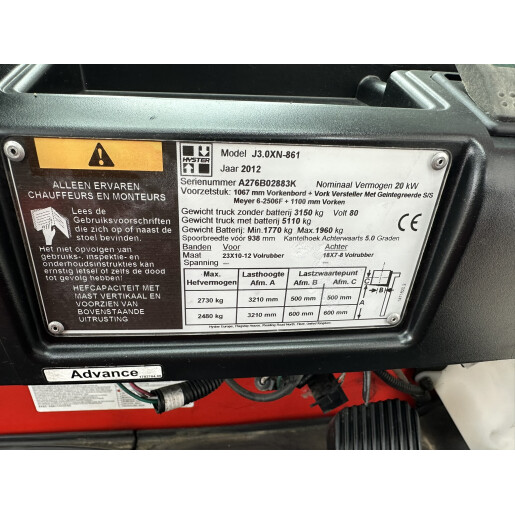 ALLEEN ERVAREN
CHAUFFEURS EN MONTEURS
Lees de
Gebruiksvoorschriften
die zich op of naast de
stoel bevinden.
Het niet opvolgen van
gebruiks-, inspektie- en
onderhoudsinstrukties kan
ernstig letsel of zelfs de dood
tot gevolg hebben!
HEFCAPACITEIT MET
MAST VERTIKAAL EN
VOORZIEN VAN
BOVENSTAANDE
UITRUSTING
HYSTER
Model J3.0XN-861
Jaar 2012
Serienummer A276B02883K Nominaal Vermogen 20 kW
Voorzetstuk: 1067 mm Vorkenbord + Vork Versteller Met Geintegreerde S/S
Meyer 6-2506F + 1100 mm Vorken
Gewicht truck zonder batterij 3150 kg Volt 80
Gewicht truck met batterij 5110 kg
Gewicht Batterij: Min.1770 kg Max.1960 kg
Spoorbreedte vóór 938 mm Kantelhoek Achterwaarts 5.0 Graden
Banden Voor Achter
Maat 23X10-12 Volrubber 18X7-8 Volrubber
Spanning --- ---
Max. Hefvermogen Lasthoogte Afm. A Lastzwaartepunt Afm. B Afm. C
2730 kg 3210 mm 500 mm 500 mm
2480 kg 3210 mm 600 mm 600 mm
C
B
A
Advance